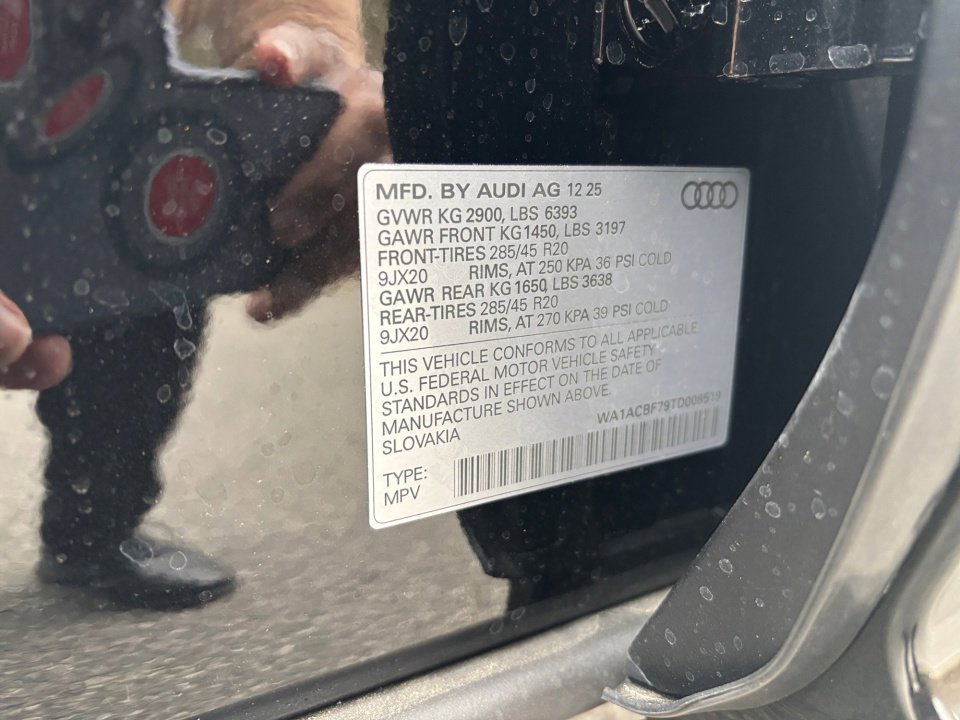 MFD. BY AUDI AG 12 25
GVWR KG 2900, LBS 6393
GAWR FRONT KG 1450, LBS 3197
FRONT-TIRES 285/45 R20
9JX20 RIMS, AT 250 KPA 36 PSI COLD
GAWR REAR KG 1650, LBS 3638
REAR-TIRES 285/45 R20
9JX20 RIMS, AT 270 KPA 39 PSI COLD
THIS VEHICLE CONFORMS TO ALL APPLICABLE
U.S. FEDERAL MOTOR VEHICLE SAFETY
STANDARDS IN EFFECT ON THE DATE OF
MANUFACTURE SHOWN ABOVE.
SLOVAKIA WA1ACBF79TD008519
TYPE:
MPV